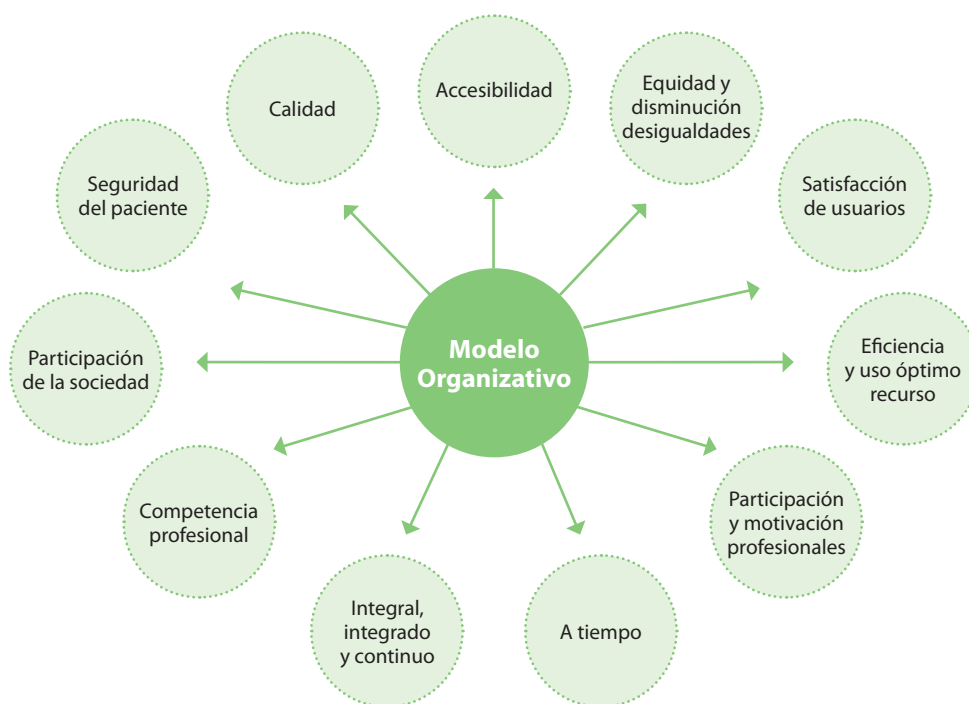 Accesibilidad
Equidad y
disminución
desigualdades
Calidad
Satisfacción
de usuarios
Seguridad
del paciente
Modelo
Organizativo
Eficiencia
y uso óptimo
recurso
Participación
de la sociedad
Participación
y motivación
profesionales
Competencia
profesional
Integral,
integrado
y continuo
A tiempo